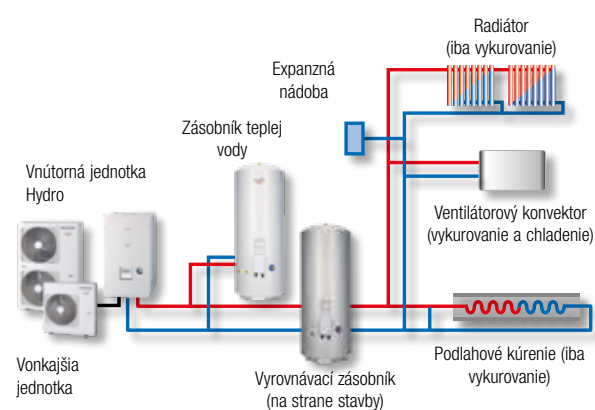 Radiátor
(iba vykurovanie)
Expanzná
nádoba
Zásobník teplej
vody
Vnútorná jednotka
Hydro
Ventilátorový konvektor
(vykurovanie a chladenie)
Vonkajšia
jednotka
Vyrovnávací zásobník
(na strane stavby)
Podlahové kúrenie (iba
vykurovanie)